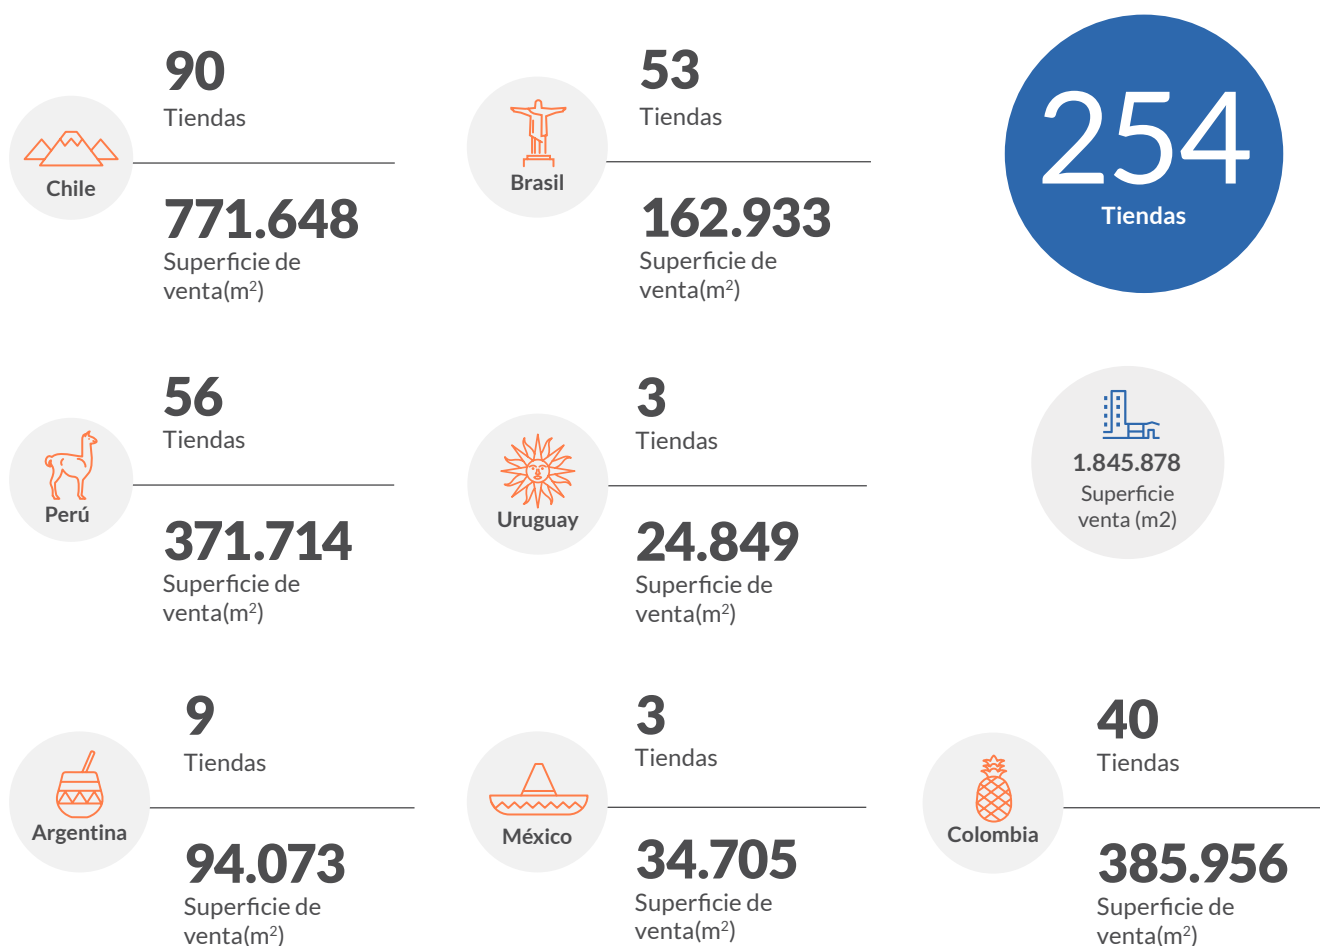 90
Tiendas
Chile
771.648
Superficie de
venta(m²)
53
Tiendas
Brasil
162.933
Superficie de
venta(m²)
254
Tiendas
56
Tiendas
Perú
371.714
Superficie de
venta(m²)
3
Tiendas
Uruguay
24.849
Superficie de
venta(m²)
1.845.878
Superficie
venta (m2)
9
Tiendas
Argentina
94.073
Superficie de
venta(m²)
3
Tiendas
México
34.705
Superficie de
venta(m²)
40
Tiendas
Colombia
385.956
Superficie de
venta(m²)